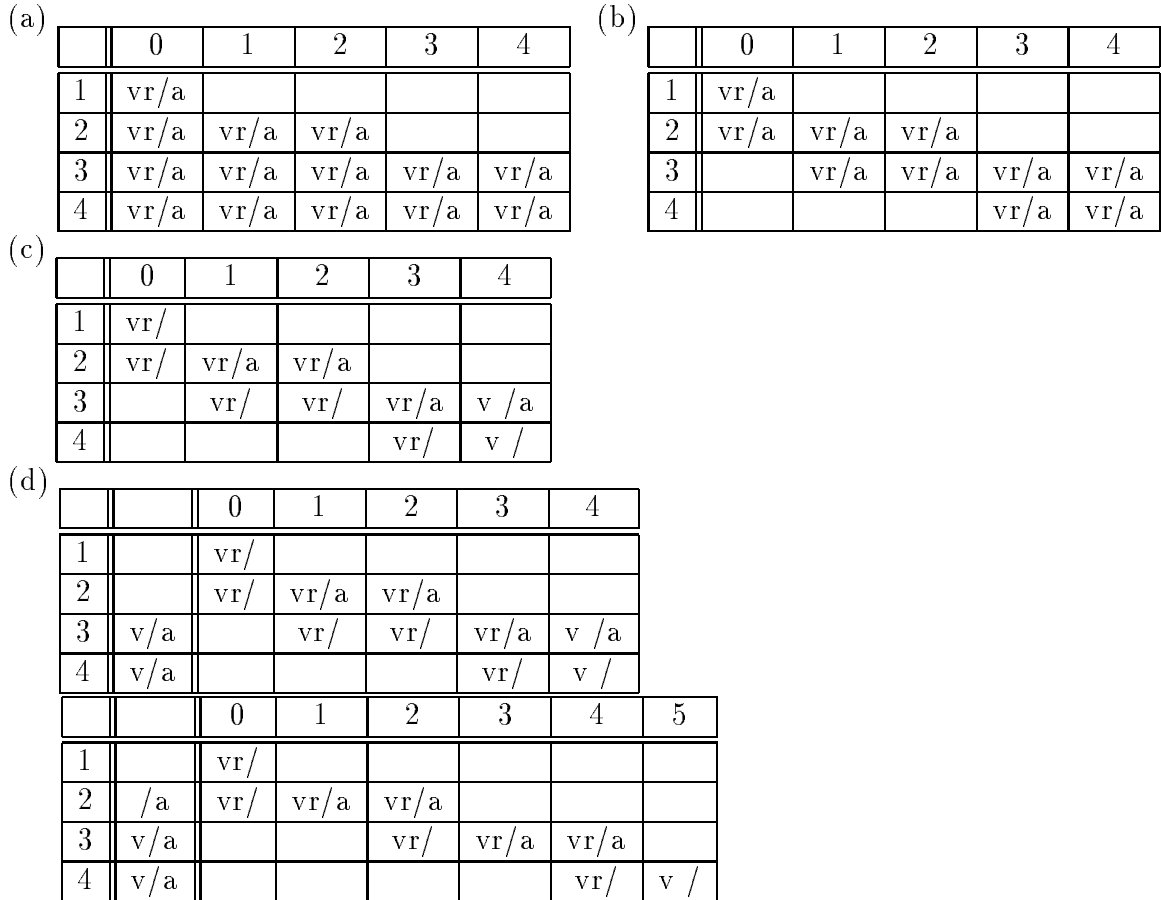 (a) (b)
0 1 2 3 4 0 1 2 3 4
1 vr/a 1 vr/a
2 vr/a vr/a vr/a 2 vr/a vr/a vr/a
3 vr/a vr/a vr/a vr/a vr/a 3 vr/a vr/a vr/a vr/a
4 vr/a vr/a vr/a vr/a vr/a 4 vr/a vr/a
(c)
0 1 2 3 4
1 vr/
2 vr/ vr/a vr/a
3 vr/ vr/ vr/a v /a
4 vr/ v /
(d)
0 1 2 3 4
1 vr/
2 vr/ vr/a vr/a
3 v/a vr/ vr/ vr/a v /a
4 v/a vr/ v /
0 1 2 3 4 5
1 vr/
2 /a vr/ vr/a vr/a
3 v/a vr/ vr/a vr/a
4 v/a vr/ v /